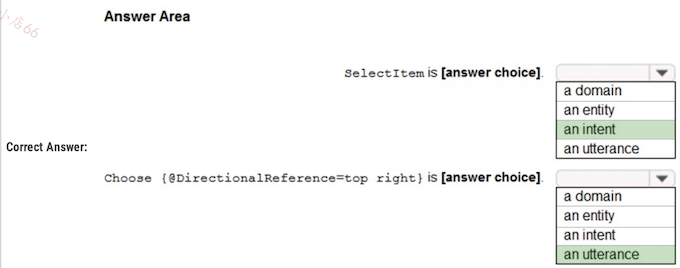 小店66
Answer Area
SelectItem is [answer choice].
a domain
an entity
an intent
an utterance
Correct Answer:
Choose {@DirectionalReference=top right} is [answer choice].
a domain
an entity
an intent
an utterance